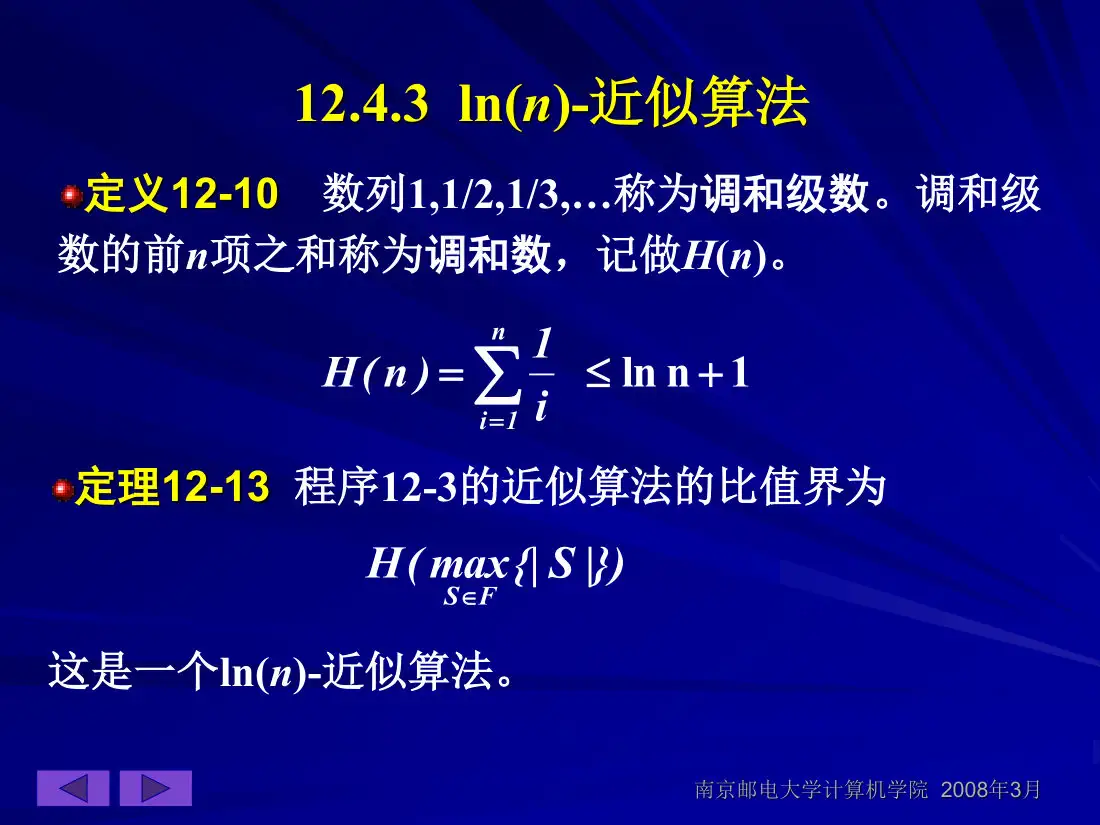 12.4.3 ln(n)-近似算法
定义12-10 数列1,1/2,1/3,…称为调和级数。调和级
数的前n项之和称为调和数，记做H(n)。
H(n)=∑_{i=1}^{n} 1/i ≤ ln n+1
定理12-13 程序12-3的近似算法的比值界为
H(max_{S∈F}{|S|})
这是一个ln(n)-近似算法。
南京邮电大学计算机学院 2008年3月